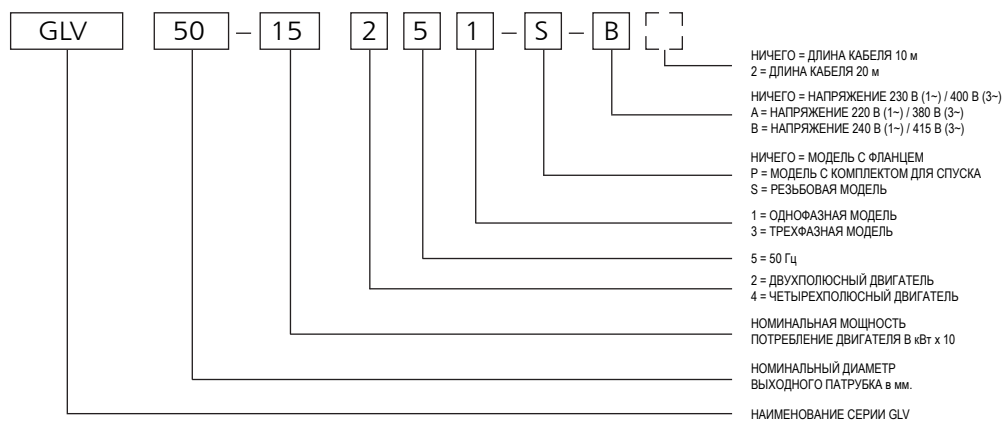 GLV 50 – 15 2 5 1 – S – B
НИЧЕГО = ДЛИНА КАБЕЛЯ 10 м
2 = ДЛИНА КАБЕЛЯ 20 м
НИЧЕГО = НАПРЯЖЕНИЕ 230 В (1~) / 400 В (3~)
A = НАПРЯЖЕНИЕ 220 В (1~) / 380 В (3~)
B = НАПРЯЖЕНИЕ 240 В (1~) / 415 В (3~)
НИЧЕГО = МОДЕЛЬ С ФЛАНЦЕМ
P = МОДЕЛЬ С КОМПЛЕКТОМ ДЛЯ СПУСКА
S = РЕЗЬБОВАЯ МОДЕЛЬ
1 = ОДНОФАЗНАЯ МОДЕЛЬ
3 = ТРЕХФАЗНАЯ МОДЕЛЬ
5 = 50 Гц
2 = ДВУХПОЛЮСНЫЙ ДВИГАТЕЛЬ
4 = ЧЕТЫРЕХПОЛЮСНЫЙ ДВИГАТЕЛЬ
НОМИНАЛЬНАЯ МОЩНОСТЬ
ПОТРЕБЛЕНИЕ ДВИГАТЕЛЯ В кВт x 10
НОМИНАЛЬНЫЙ ДИАМЕТР
ВЫХОДНОГО ПАТРУБКА в мм.
НАИМЕНОВАНИЕ СЕРИИ GLV